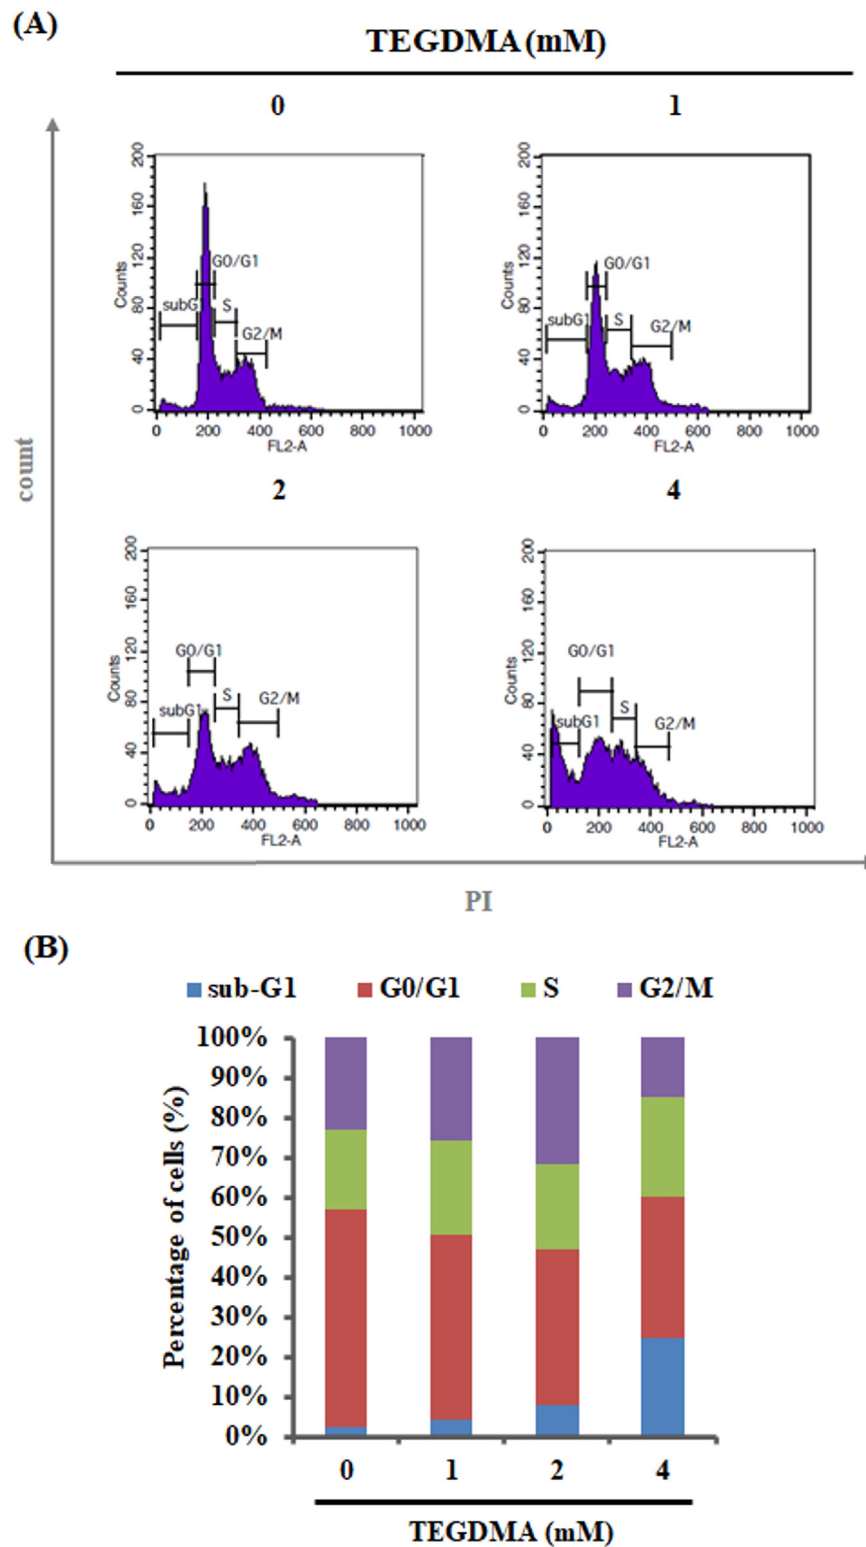 (A)
TEGDMA (mM)
0 1
200 160 120 80 40 0
Counts
subG G0/G1 S G2/M
0 200 400 600 800 1000
FL2-A
200 160 120 80 40 0
Counts
subG1 G0/G1 S G2/M
0 200 400 600 800 1000
FL2-A
count
2 4
200 160 120 80 40 0
Counts
subG1 G0/G1 S G2/M
0 200 400 600 800 1000
FL2-A
200 160 120 80 40 0
Counts
subG1 G0/G1 S G2/M
0 200 400 600 800 1000
FL2-A
PI
(B)
sub-G1 G0/G1 S G2/M
Percentage of cells (%)
100%
90%
80%
70%
60%
50%
40%
30%
20%
10%
0%
0 1 2 4
TEGDMA (mM)